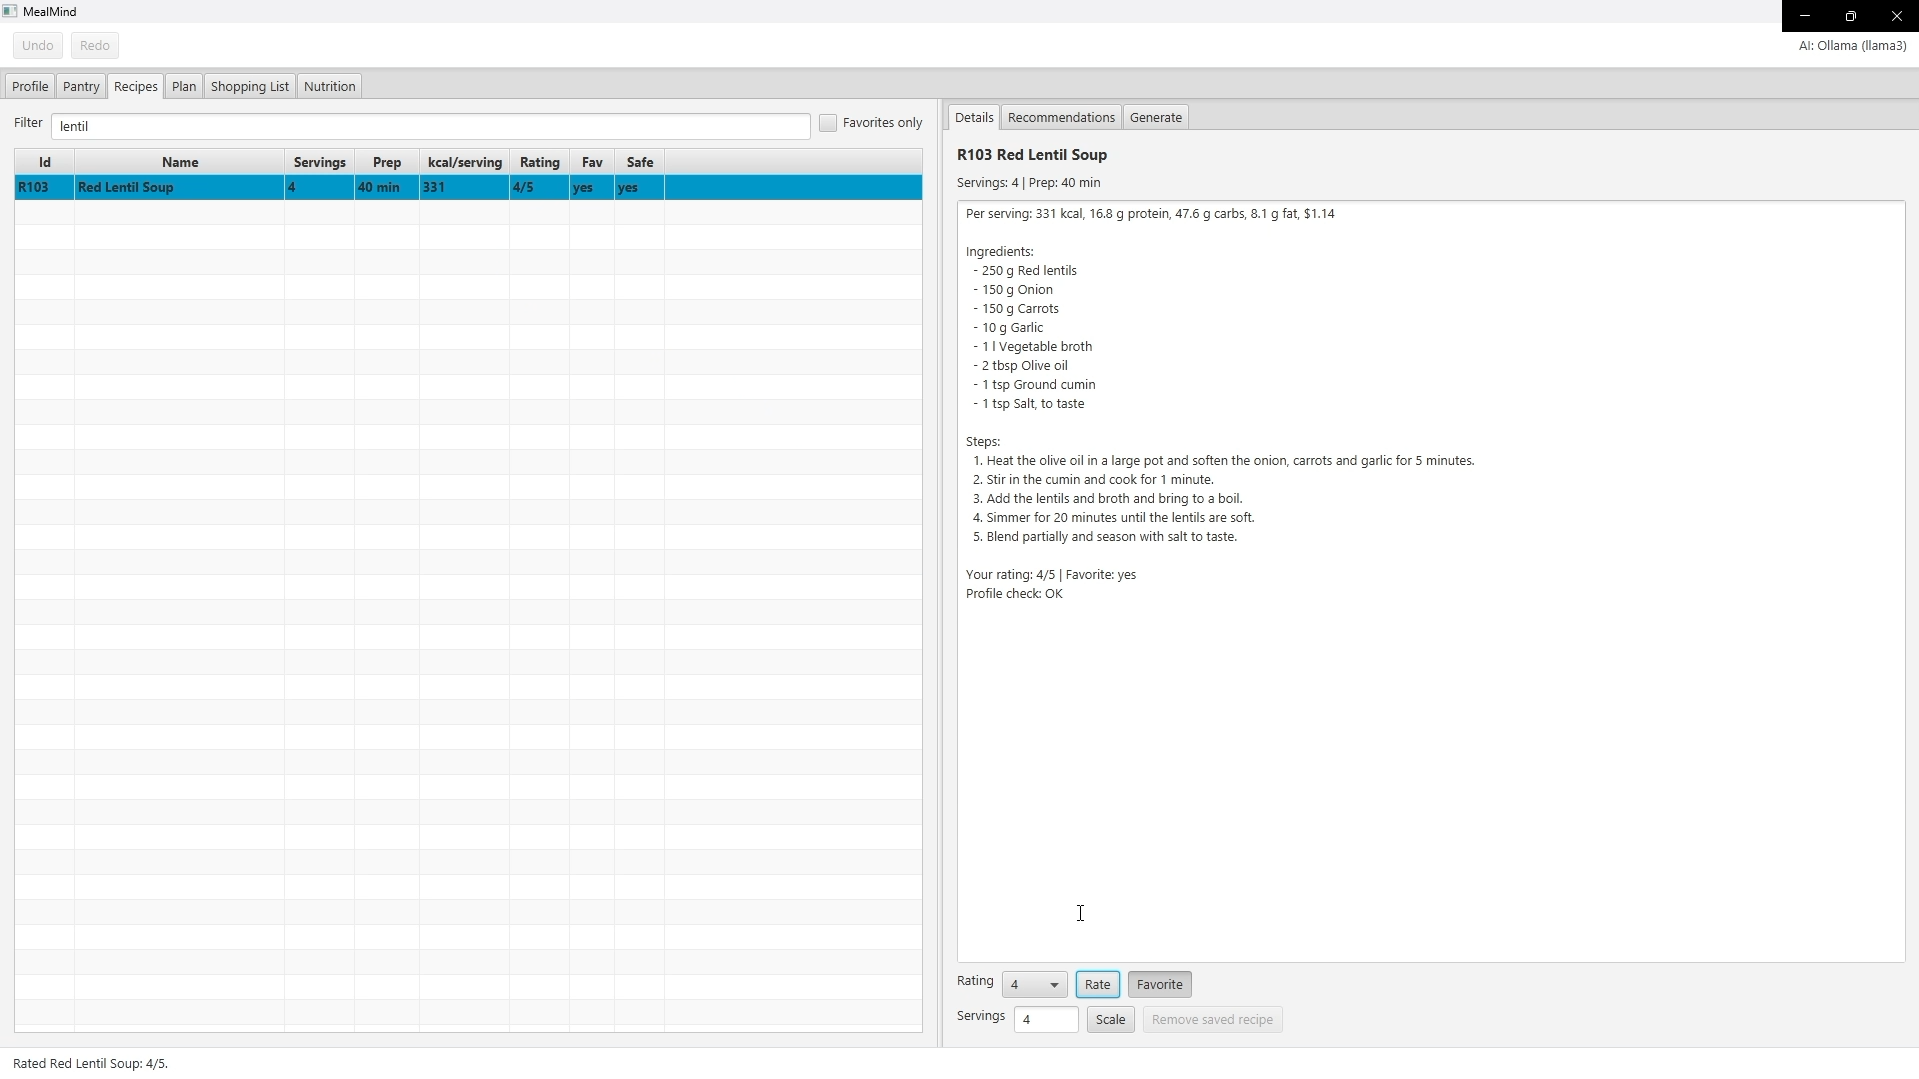 MealMind
Undo Redo AI: Ollama (llama3)
Profile Pantry Recipes Plan Shopping List Nutrition
Filter lentil Favorites only
Id Name Servings Prep kcal/serving Rating Fav Safe
R103 Red Lentil Soup 4 40 min 331 4/5 yes yes
Details Recommendations Generate
R103 Red Lentil Soup
Servings: 4 | Prep: 40 min
Per serving: 331 kcal, 16.8 g protein, 47.6 g carbs, 8.1 g fat, $1.14
Ingredients:
- 250 g Red lentils
- 150 g Onion
- 150 g Carrots
- 10 g Garlic
- 1 l Vegetable broth
- 2 tbsp Olive oil
- 1 tsp Ground cumin
- 1 tsp Salt, to taste
Steps:
1. Heat the olive oil in a large pot and soften the onion, carrots and garlic for 5 minutes.
2. Stir in the cumin and cook for 1 minute.
3. Add the lentils and broth and bring to a boil.
4. Simmer for 20 minutes until the lentils are soft.
5. Blend partially and season with salt to taste.
Your rating: 4/5 | Favorite: yes
Profile check: OK
Rating 4 Rate Favorite
Servings 4 Scale Remove saved recipe
Rated Red Lentil Soup: 4/5.